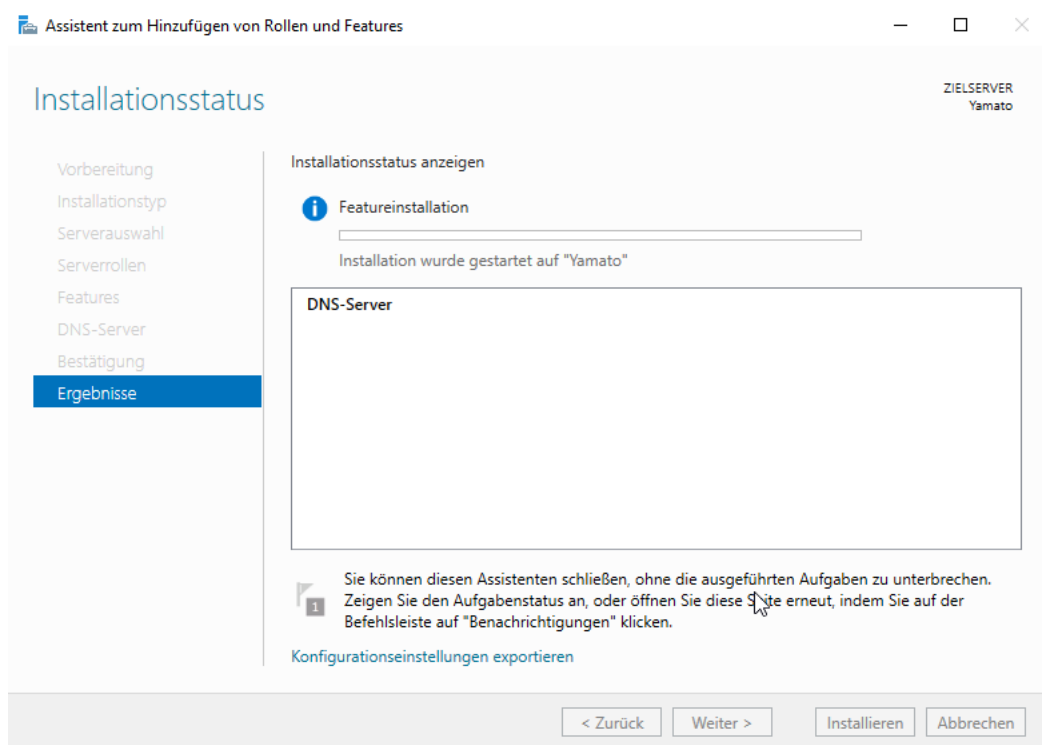 Assistent zum Hinzufügen von Rollen und Features
Installationsstatus
ZIELSERVER
Yamato
Vorbereitung
Installationstyp
Serverauswahl
Serverrollen
Features
DNS-Server
Bestätigung
Ergebnisse
Installationsstatus anzeigen
Featureinstallation
Installation wurde gestartet auf "Yamato"
DNS-Server
1
Sie können diesen Assistenten schließen, ohne die ausgeführten Aufgaben zu unterbrechen.
Zeigen Sie den Aufgabenstatus an, oder öffnen Sie diese Seite erneut, indem Sie auf der
Befehlsleiste auf "Benachrichtigungen" klicken.
Konfigurationseinstellungen exportieren
< Zurück
Weiter >
Installieren
Abbrechen